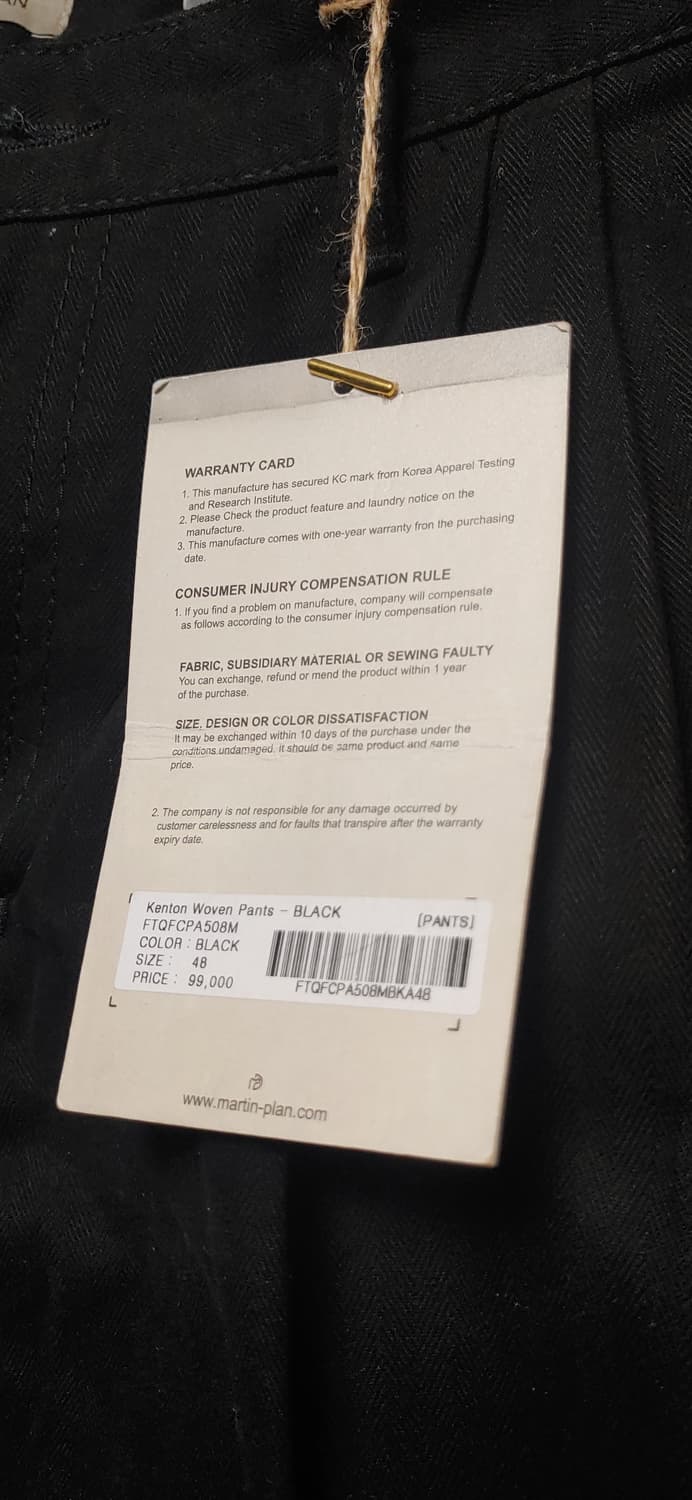 AN
WARRANTY CARD
1. This manufacture has secured KC mark from Korea Apparel Testing
and Research Institute.
2. Please Check the product feature and laundry notice on the
manufacture.
3. This manufacture comes with one-year warranty fron the purchasing
date.
CONSUMER INJURY COMPENSATION RULE
1. If you find a problem on manufacture, company will compensate
as follows according to the consumer injury compensation rule.
FABRIC, SUBSIDIARY MATERIAL OR SEWING FAULTY
You can exchange, refund or mend the product within 1 year
of the purchase.
SIZE, DESIGN OR COLOR DISSATISFACTION
It may be exchanged within 10 days of the purchase under the
conditions undamaged. it should be same product and same
price.
2. The company is not responsible for any damage occurred by
customer carelessness and for faults that transpire after the warranty
expiry date.
Kenton Woven Pants - BLACK [PANTS]
FTQFCPA508M
COLOR : BLACK
SIZE : 48
PRICE : 99,000
FTQFCPA508MBKA48
www.martin-plan.com